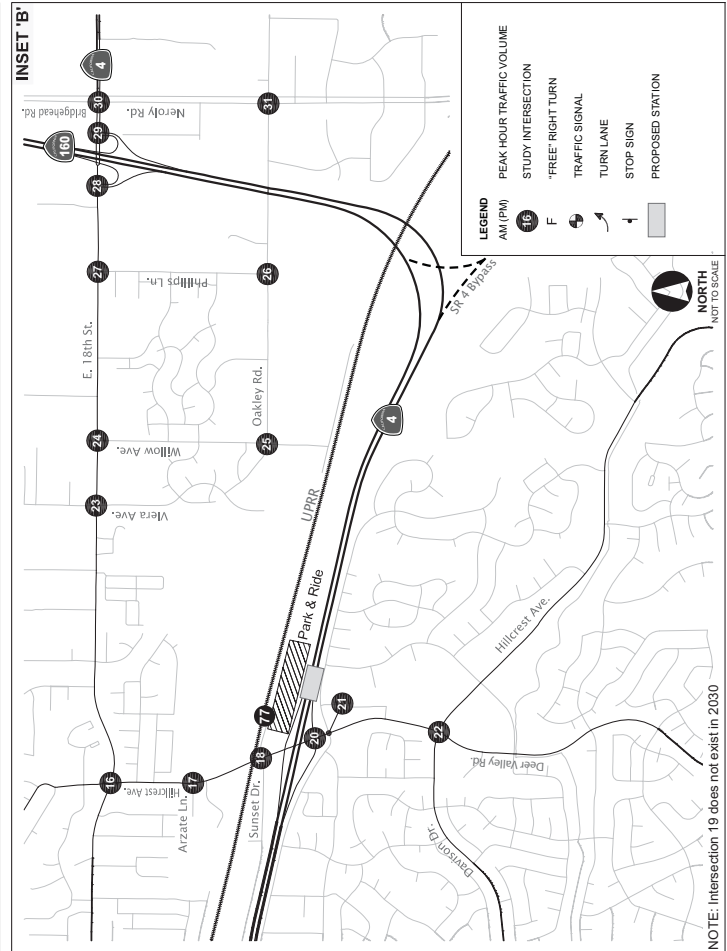 INSET 'B'
4
160
Bridgehead Rd.
Neroly Rd.
30
29
28
31
27
E. 18th St.
Phillips Ln.
26
Oakley Rd.
24
Willow Ave.
25
23
Viera Ave.
UPRR
SR 4 Bypass
4
Park & Ride
77
16
Hillcrest Ave.
17
Arzate Ln.
18
Sunset Dr.
20
21
22
Hillcrest Ave.
Deer Valley Rd.
Davison Dr.
LEGEND
AM (PM) PEAK HOUR TRAFFIC VOLUME
16 STUDY INTERSECTION
F "FREE" RIGHT TURN
TRAFFIC SIGNAL
TURN LANE
STOP SIGN
PROPOSED STATION
NORTH
NOT TO SCALE
NOTE: Intersection 19 does not exist in 2030